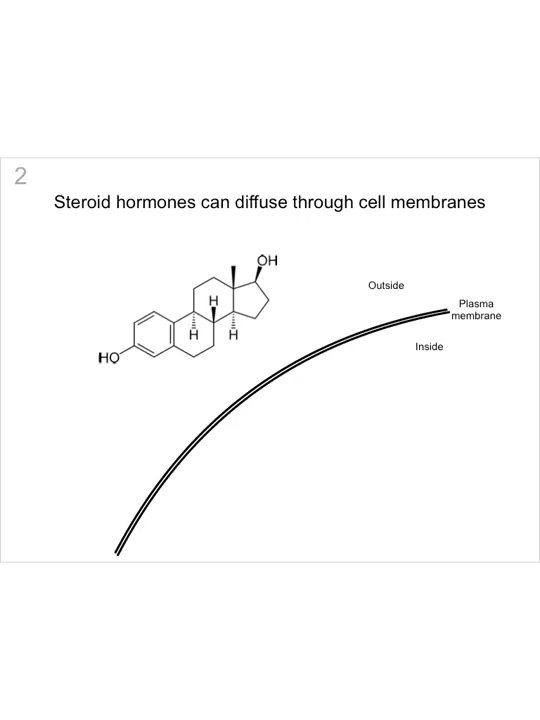 2
Steroid hormones can diffuse through cell membranes
OH
Outside
H
Plasma
membrane
H
H
Inside
HO